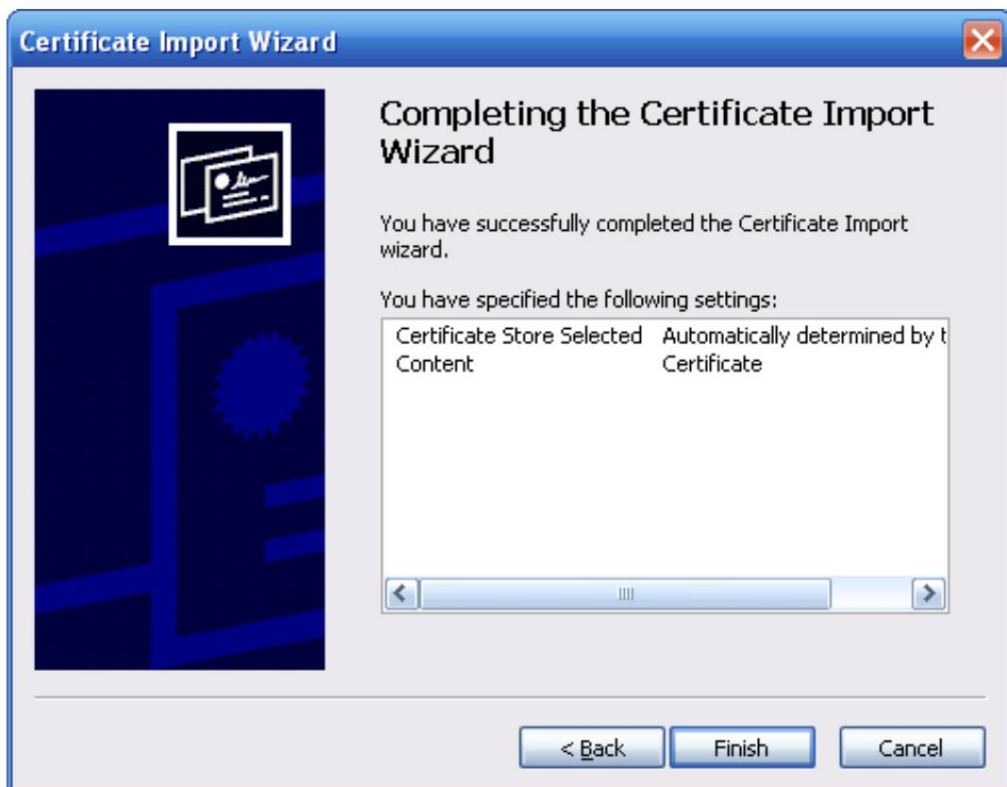 Certificate Import Wizard
Completing the Certificate Import
Wizard
You have successfully completed the Certificate Import
wizard.
You have specified the following settings:
Certificate Store Selected Automatically determined by t
Content Certificate
< Back
Finish
Cancel